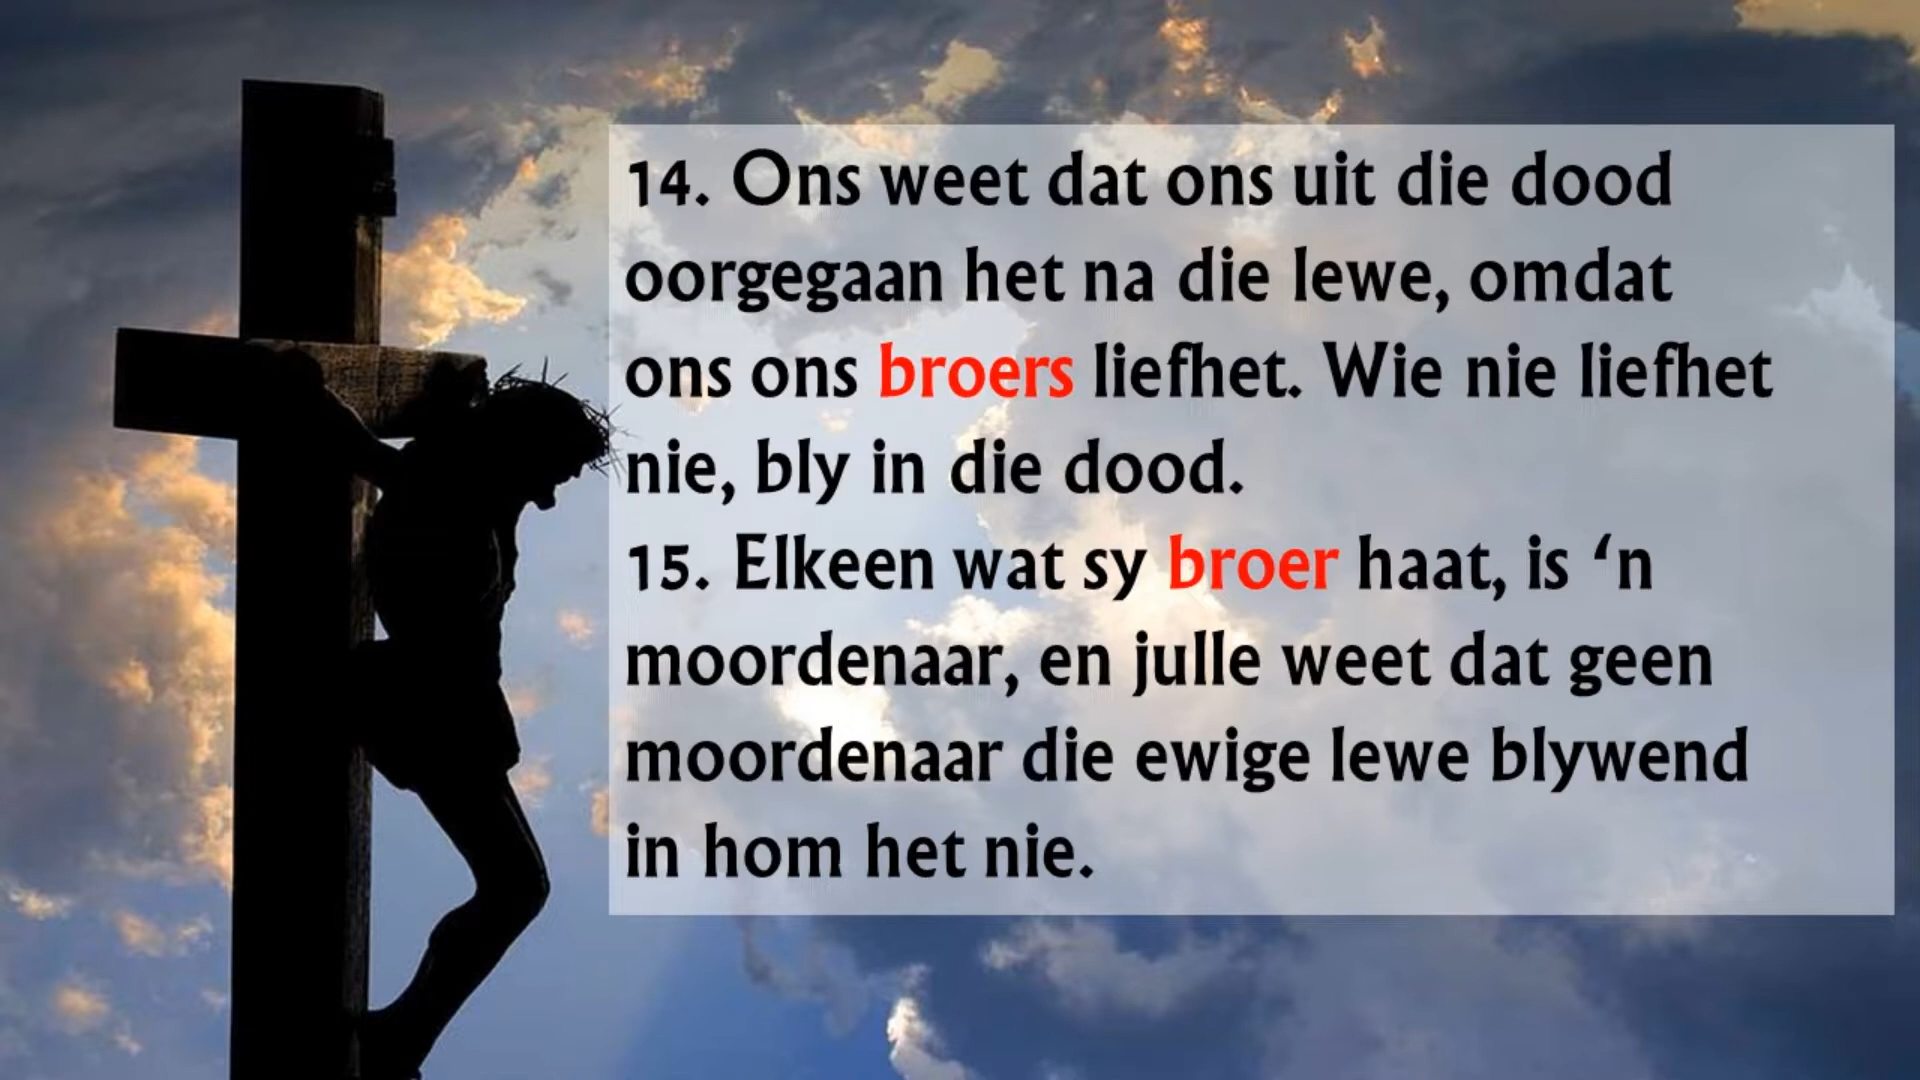 14. Ons weet dat ons uit die dood
oorgegaan het na die lewe, omdat
ons ons broers liefhet. Wie nie liefhet
nie, bly in die dood.
15. Elkeen wat sy broer haat, is ‘n
moordenaar, en julle weet dat geen
moordenaar die ewige lewe blywend
in hom het nie.